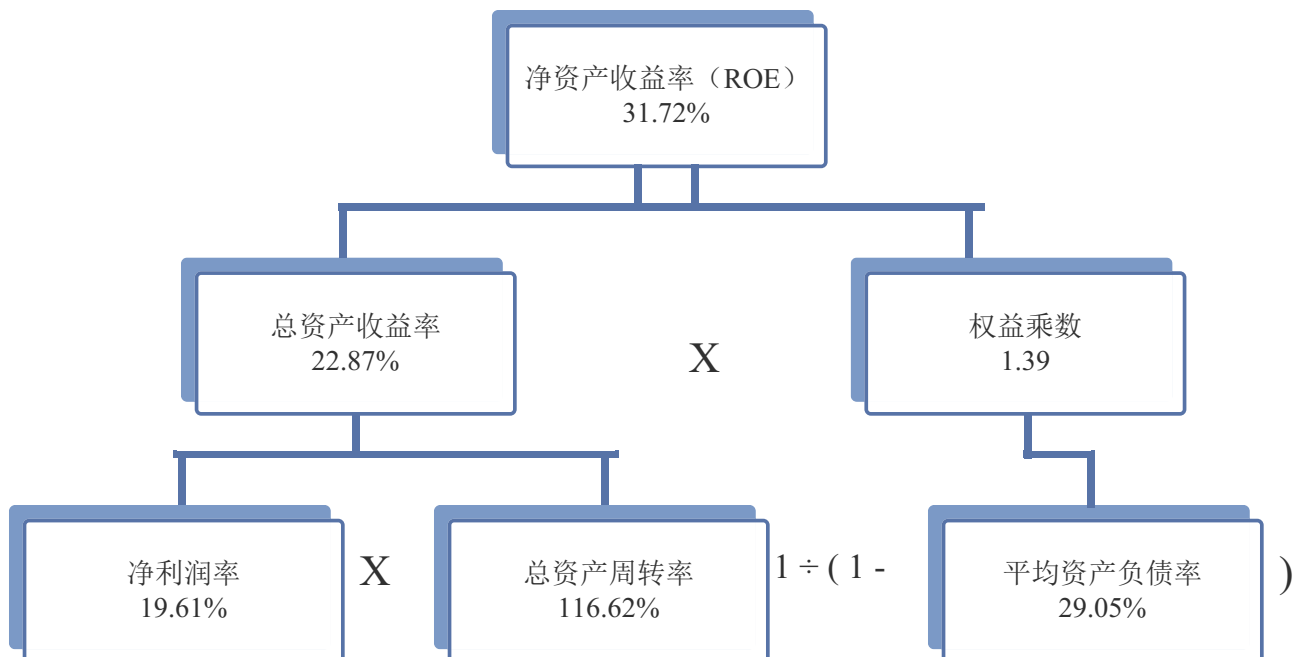 净资产收益率（ROE）
31.72%
总资产收益率
22.87%
X
权益乘数
1.39
净利润率
19.61%
X
总资产周转率
116.62%
1 ÷ ( 1 -
平均资产负债率
29.05%
)